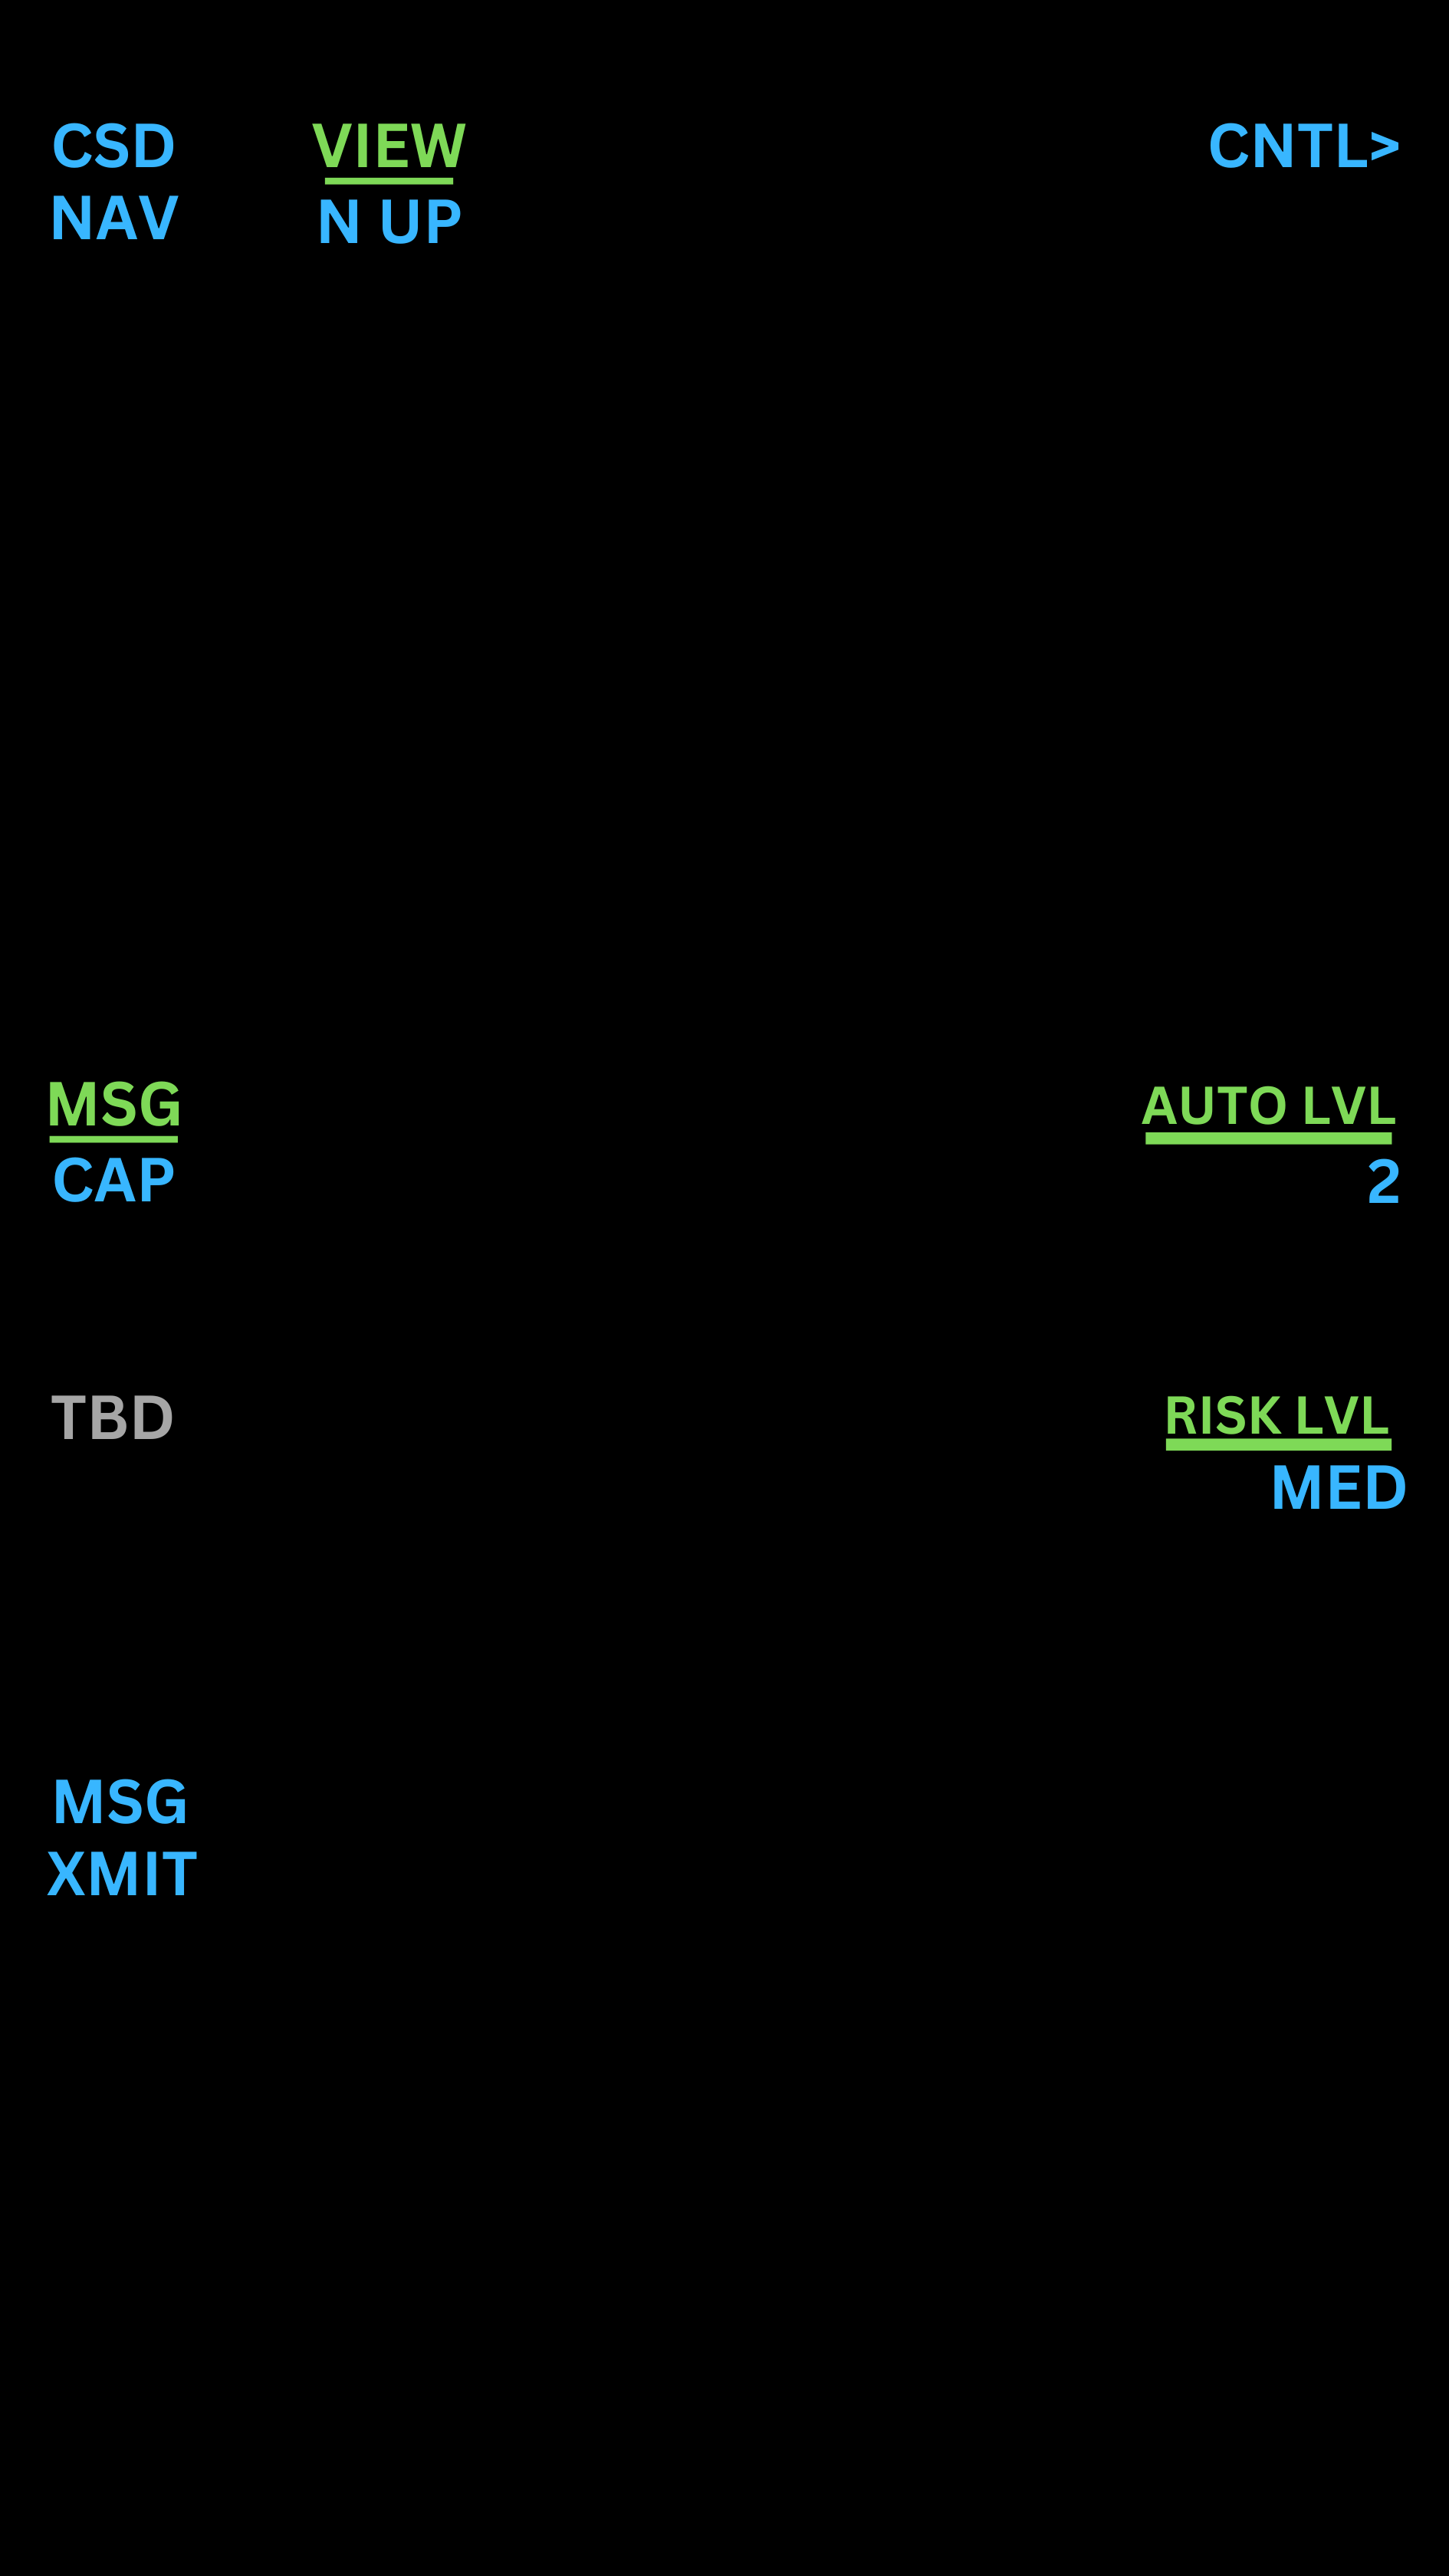 CSD
NAV
VIEW
N UP
CNTL>
MSG
CAP
AUTO LVL
2
TBD
RISK LVL
MED
MSG
XMIT